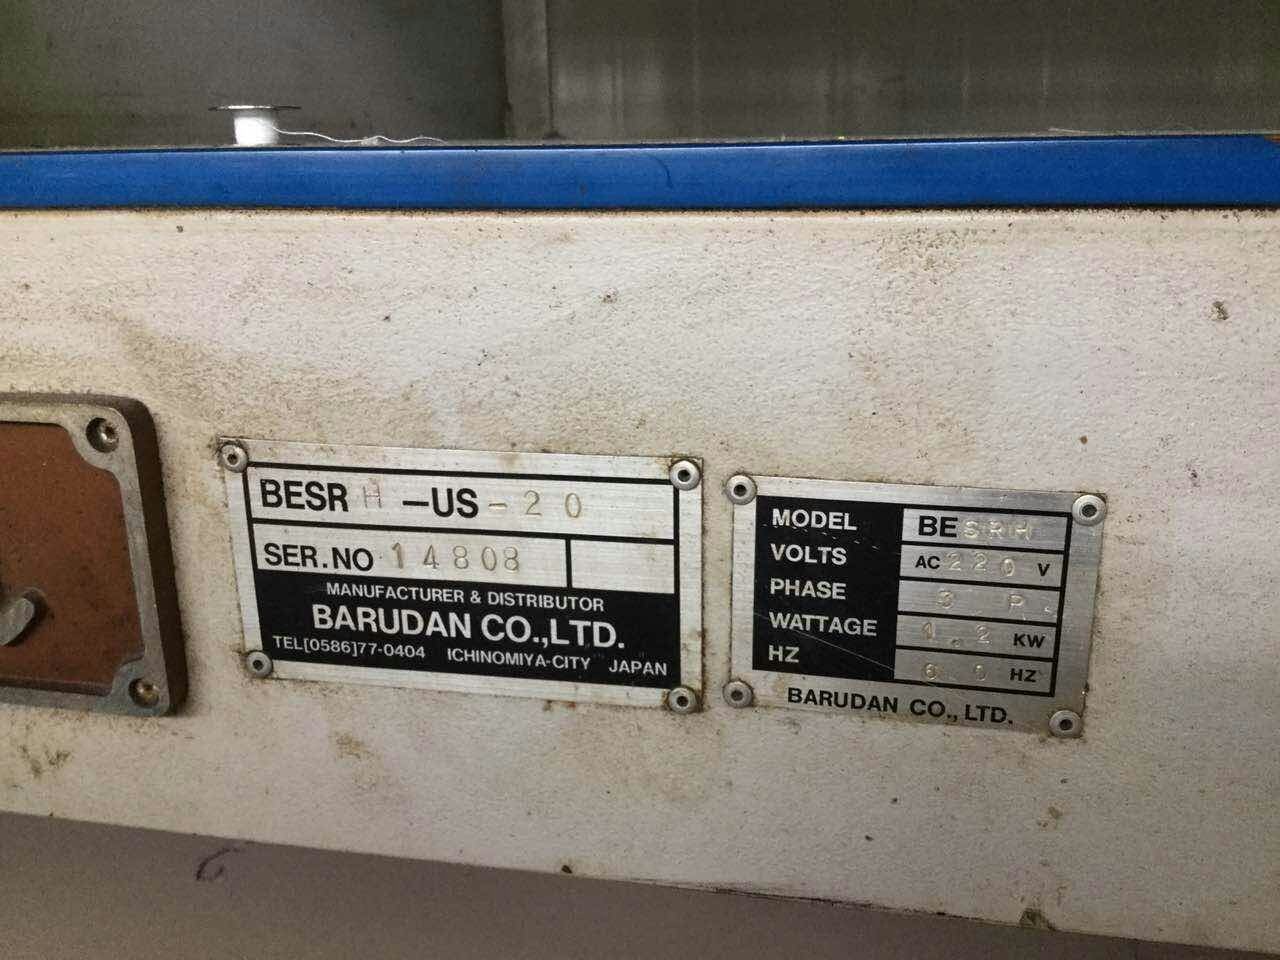 BESRH-US-20
SER.NO 14808
MANUFACTURER & DISTRIBUTOR
BARUDAN CO.,LTD.
TEL[0586]77-0404 ICHINOMIYA-CITY JAPAN
MODEL BESRH
VOLTS AC 220 V
PHASE 3 P.
WATTAGE 1.2 KW
HZ 60 HZ
BARUDAN CO., LTD.